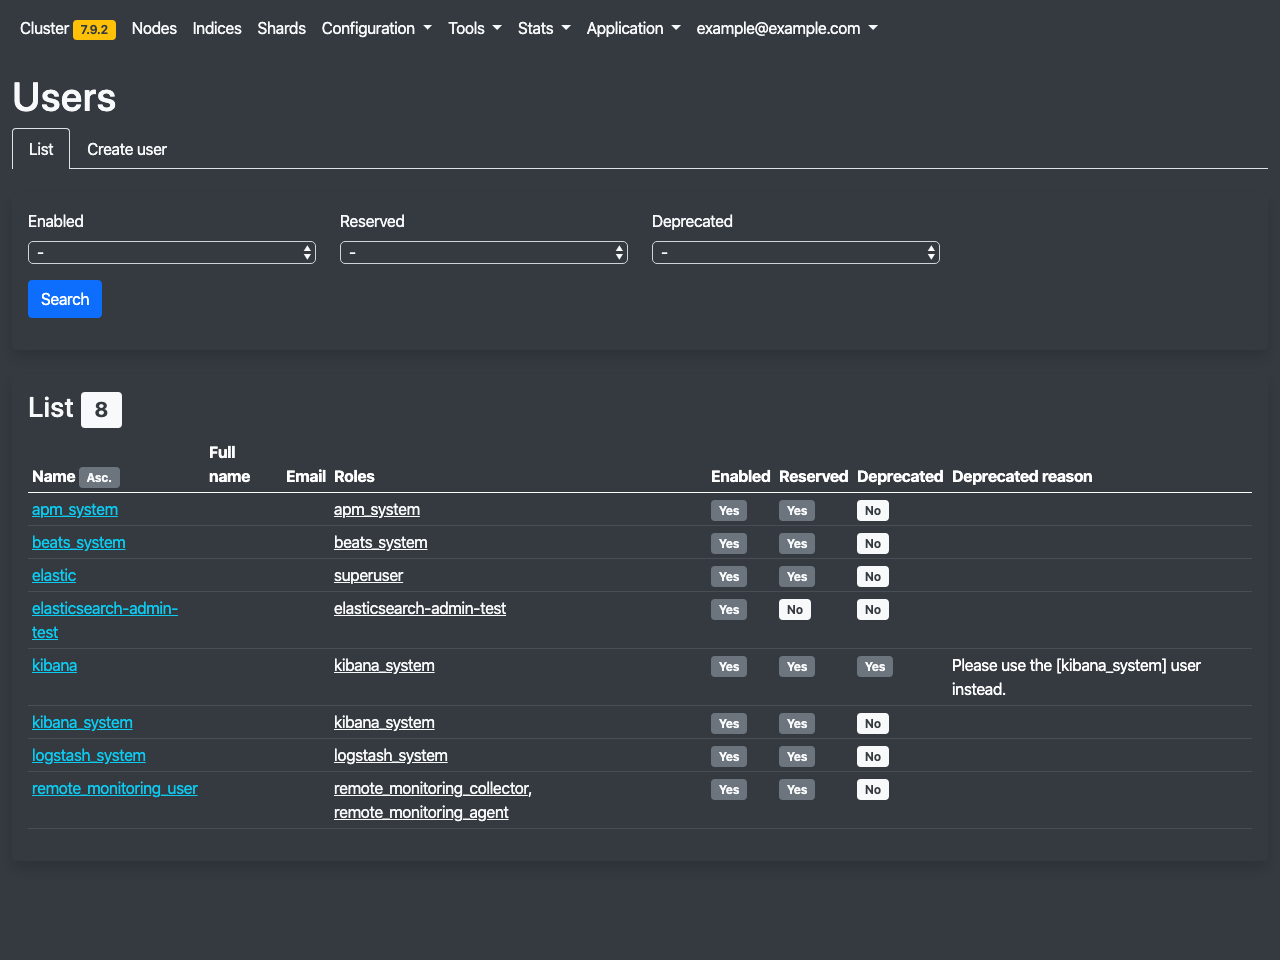 Cluster 7.9.2 Nodes Indices Shards Configuration Tools Stats Application example@example.com
Users
List Create user
Enabled Reserved Deprecated
- - -
Search
List 8
Name Asc. Full name Email Roles Enabled Reserved Deprecated Deprecated reason
apm_system apm_system Yes Yes No
beats_system beats_system Yes Yes No
elastic superuser Yes Yes No
elasticsearch-admin- elasticsearch-admin-test Yes No No
test
kibana kibana_system Yes Yes Yes Please use the [kibana_system] user
instead.
kibana_system kibana_system Yes Yes No
logstash_system logstash_system Yes Yes No
remote_monitoring_user remote_monitoring_collector, Yes Yes No
remote_monitoring_agent